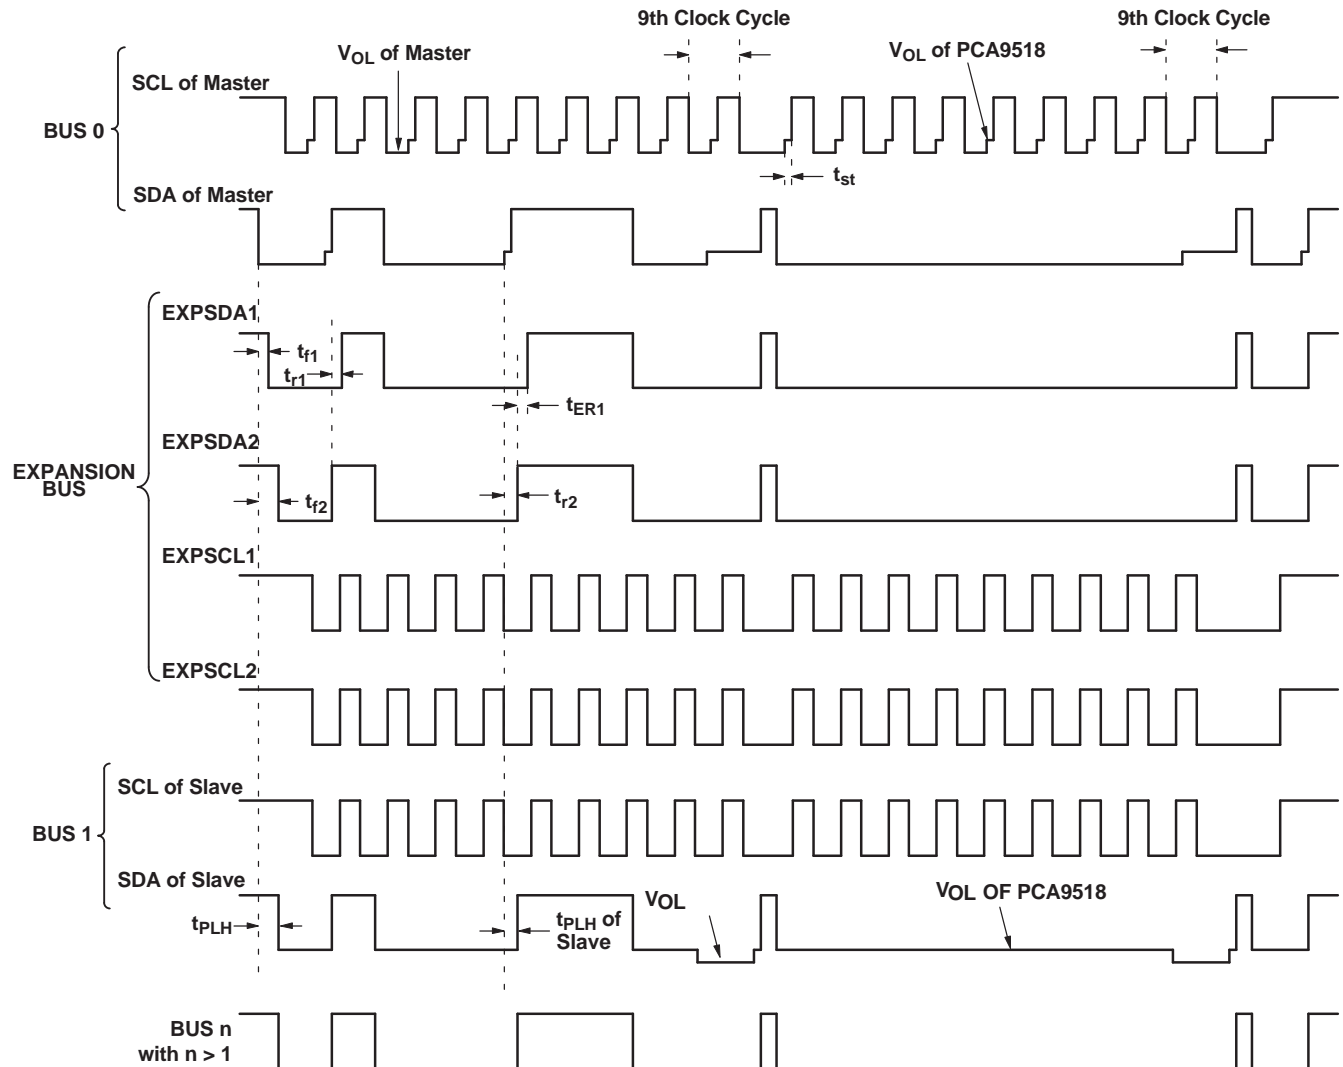 9th Clock Cycle
9th Clock Cycle
VOL of Master
VOL of PCA9518
SCL of Master
BUS 0
tst
SDA of Master
EXPSDA1
tf1
tr1
tER1
EXPSDA2
EXPANSION
BUS
tf2
tr2
EXPSCL1
EXPSCL2
SCL of Slave
BUS 1
SDA of Slave
VOL
VOL OF PCA9518
tPLH
tPLH of
Slave
BUS n
with n > 1